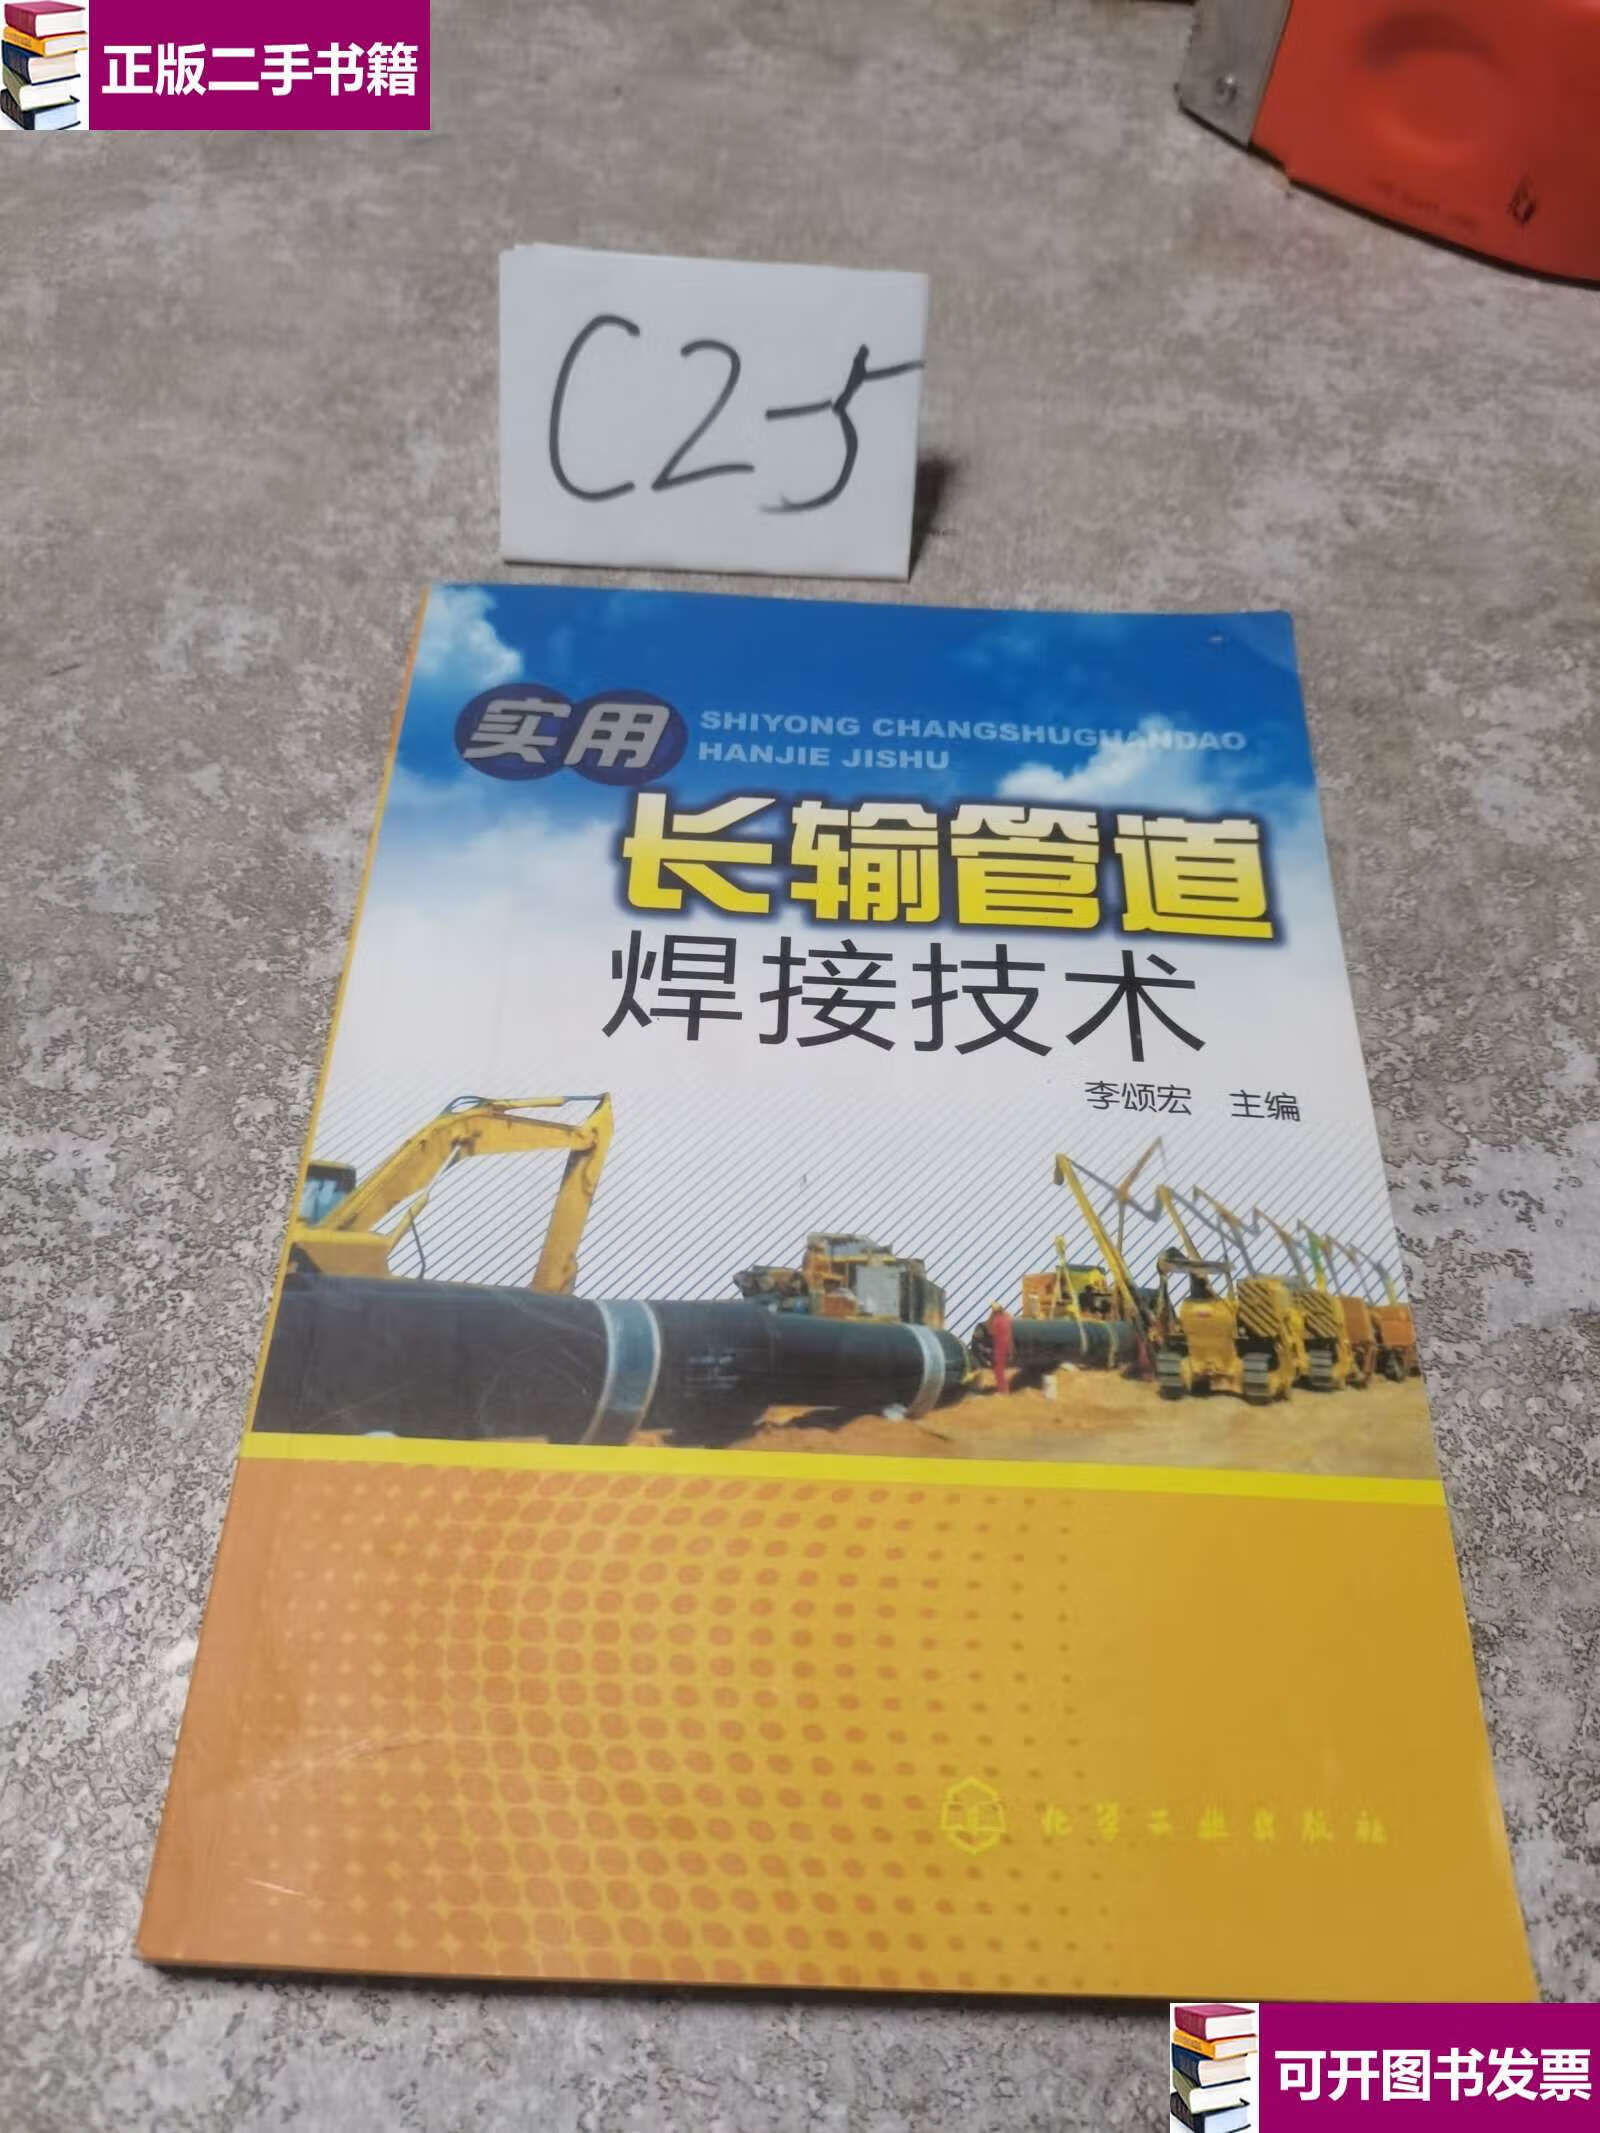 正版二手书籍
C2-5
实用
SHIYONG CHANGSHUGUANDAO
HANJIE JISHU
长输管道
焊接技术
李颂宏 主编
化学工业出版社
可开图书发票